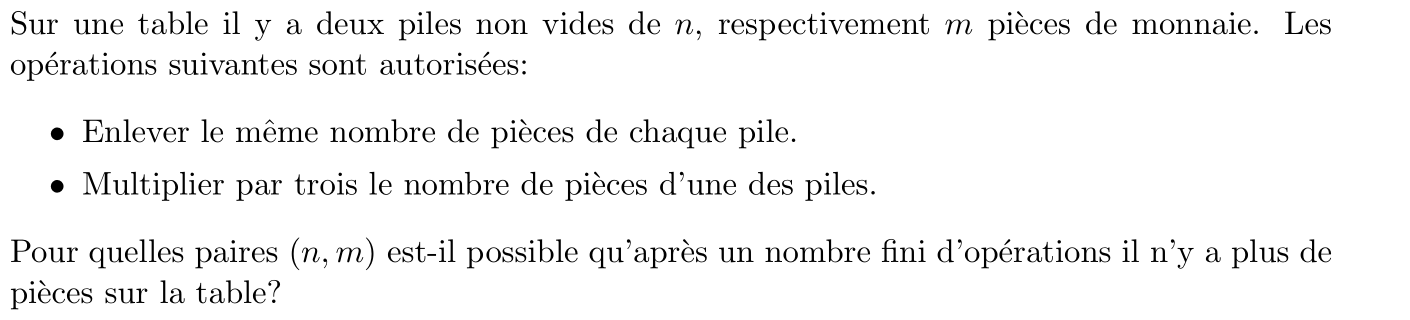 Sur une table il y a deux piles non vides de n, respectivement m pièces de monnaie. Les
opérations suivantes sont autorisées:
• Enlever le même nombre de pièces de chaque pile.
• Multiplier par trois le nombre de pièces d'une des piles.
Pour quelles paires (n, m) est-il possible qu'après un nombre fini d'opérations il n'y a plus de
pièces sur la table?